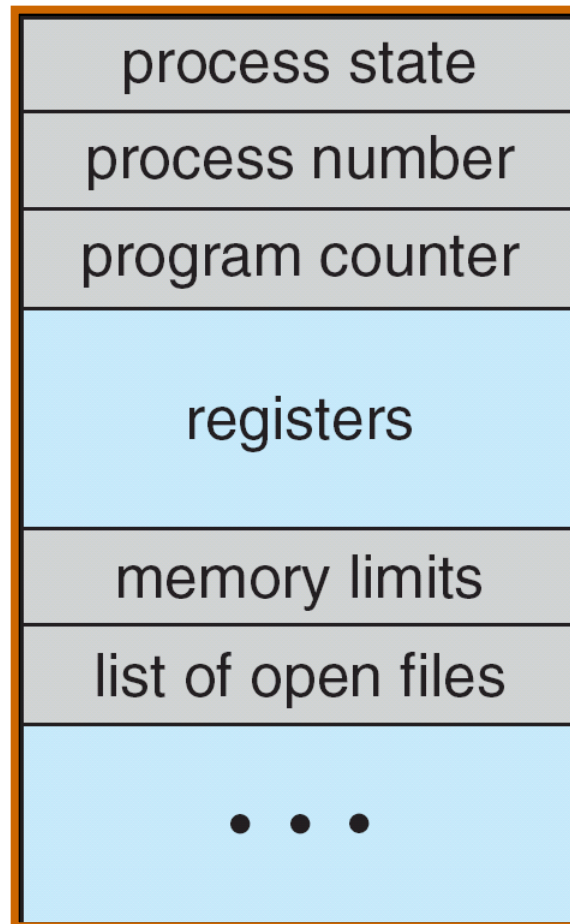 process state
process number
program counter
registers
memory limits
list of open files
• • •